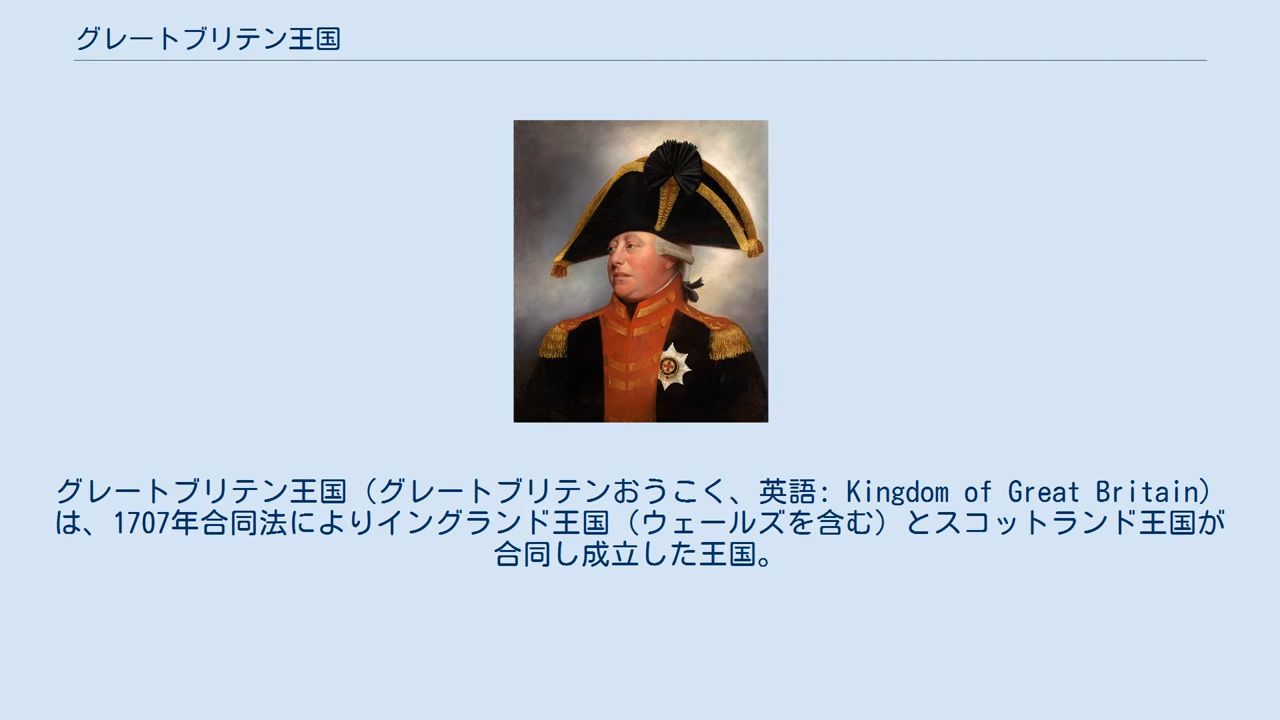 グレートブリテン王国
グレートブリテン王国（グレートブリテンおうこく、英語: Kingdom of Great Britain）
は、1707年合同法によりイングランド王国（ウェールズを含む）とスコットランド王国が
合同し成立した王国。